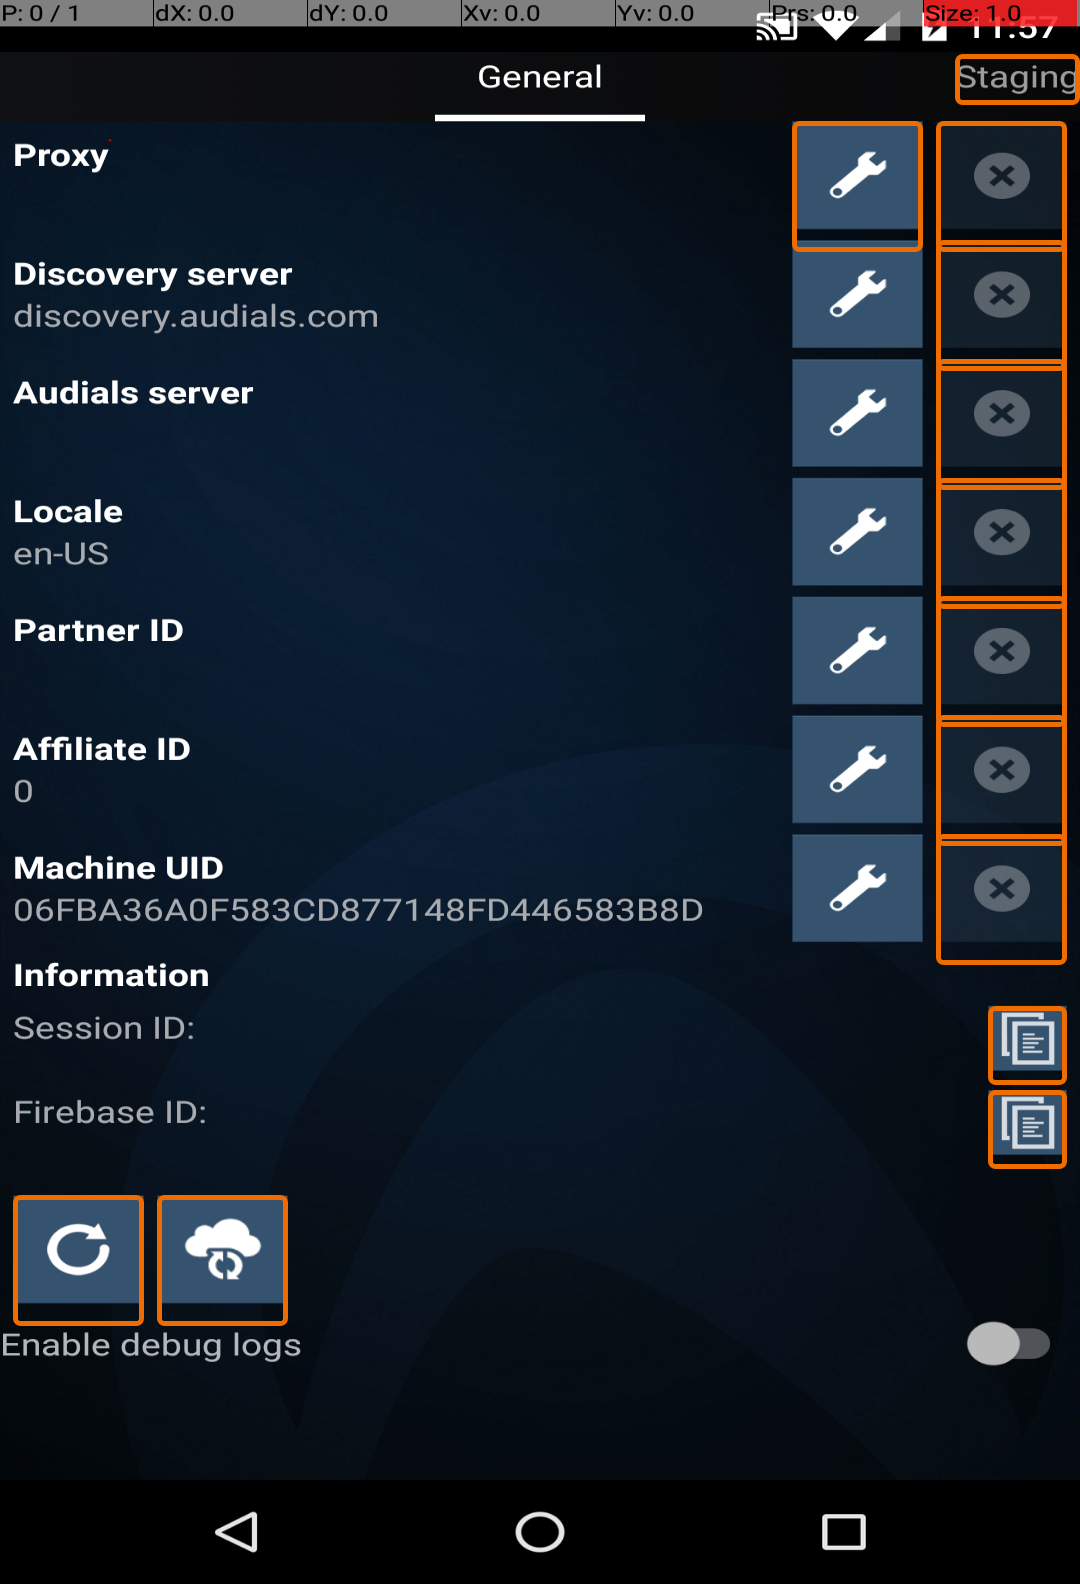 P: 0 / 1 dX: 0.0 dY: 0.0 Xv: 0.0 Yv: 0.0 Prs: 0.0 Size: 1.0
11:57
General
Staging
Proxy
Discovery server
discovery.audials.com
Audials server
Locale
en-US
Partner ID
Affiliate ID
0
Machine UID
06FBA36A0F583CD877148FD446583B8D
Information
Session ID:
Firebase ID:
Enable debug logs